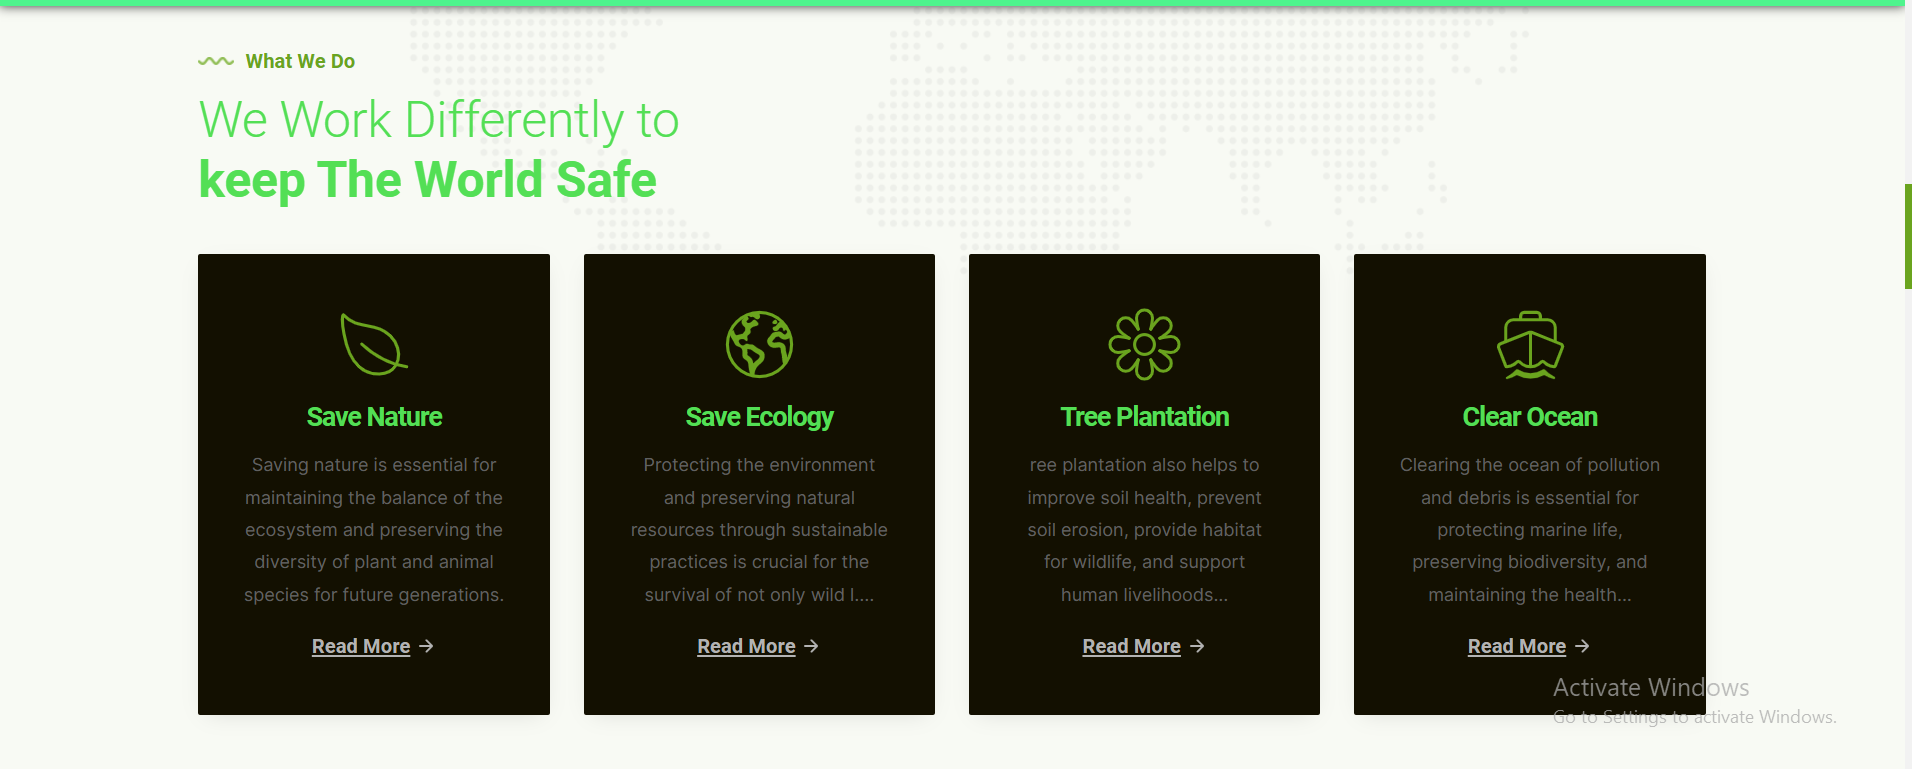 What We Do
We Work Differently to
keep The World Safe
Save Nature
Saving nature is essential for
maintaining the balance of the
ecosystem and preserving the
diversity of plant and animal
species for future generations.
Read More →
Save Ecology
Protecting the environment
and preserving natural
resources through sustainable
practices is crucial for the
survival of not only wild l....
Read More →
Tree Plantation
ree plantation also helps to
improve soil health, prevent
soil erosion, provide habitat
for wildlife, and support
human livelihoods...
Read More →
Clear Ocean
Clearing the ocean of pollution
and debris is essential for
protecting marine life,
preserving biodiversity, and
maintaining the health...
Read More →
Activate Windows
Go to Settings to activate Windows.